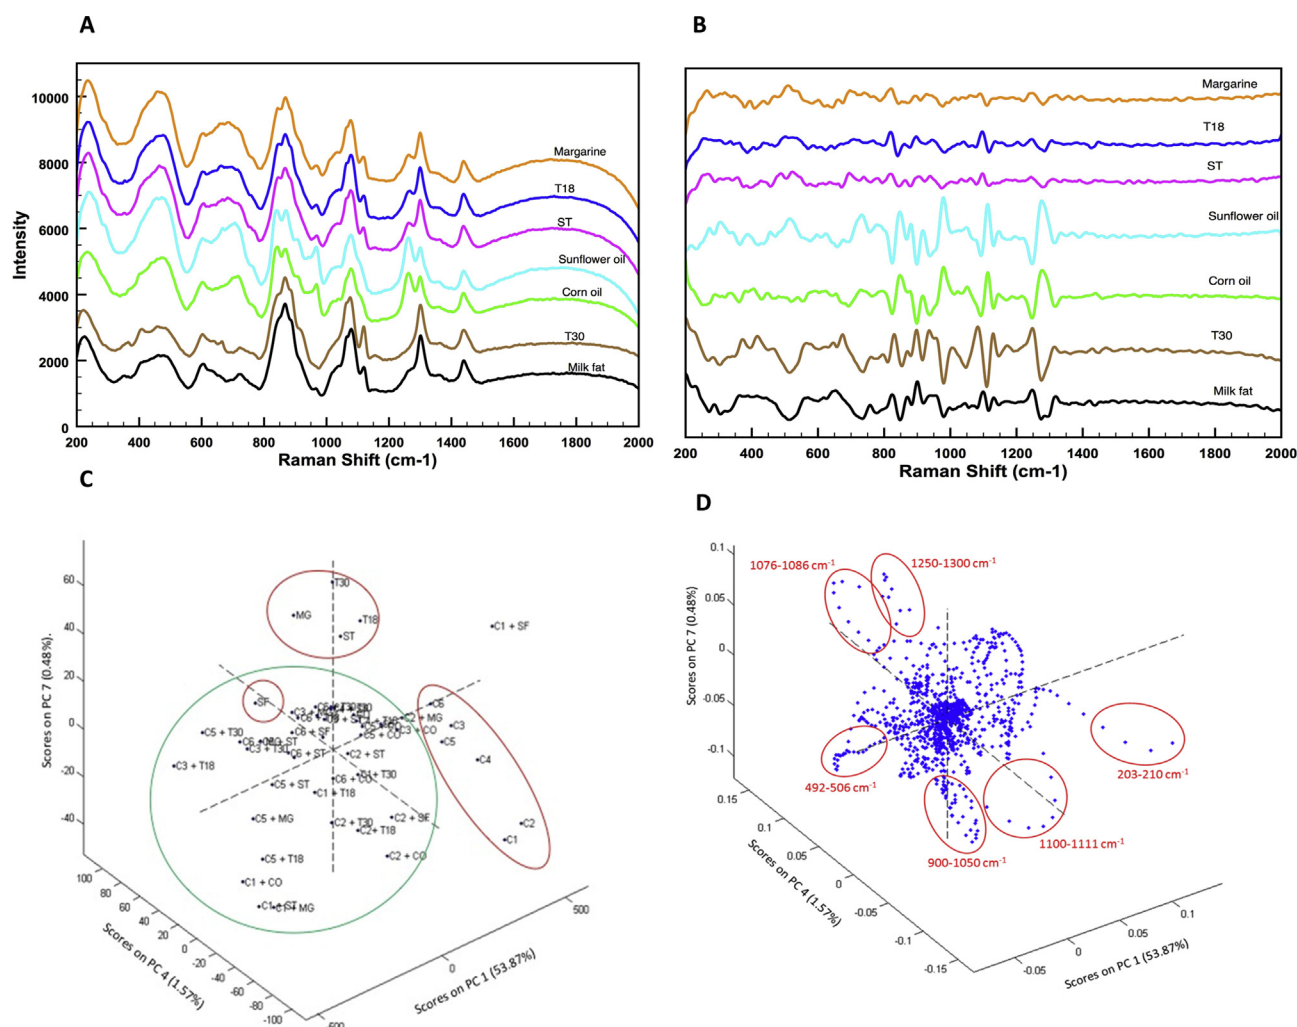 A
10000
8000
6000
4000
2000
0
Intensity
Margarine
T18
ST
Sunflower oil
Corn oil
T30
Milk fat
200 400 600 800 1000 1200 1400 1600 1800 2000
Raman Shift (cm-1)
B
Margarine
T18
ST
Sunflower oil
Corn oil
T30
Milk fat
200 400 600 800 1000 1200 1400 1600 1800 2000
Raman Shift (cm-1)
C
60
40
20
0
-20
-40
Scores on PC 7 (0.48%).
T30
MG
T18
ST
C1 + SF
SF
C6
C2 + MG
C3
C3 + CO
C5
C5 + CO
C4
C5 + T30
C6 + SF
C3 + T30
C6 + ST
C2 + ST
C3 + T18
C5 + ST
C6 + CO
C1 + T18
C5 + MG
C2 + T30
C2 + SF
C2 + T18
C2
C1
C2 + CO
C5 + T18
C1 + CO
C1 + ST
MG
100
80
60
40
20
0
-20
-40
-60
-80
-100
Scores on PC 4 (1.57%)
-500
0
500
Scores on PC 1 (53.87%)
D
0.1
0.05
0
-0.05
-0.1
Scores on PC 7 (0.48%)
1076-1086 cm-1
1250-1300 cm-1
203-210 cm-1
492-506 cm-1
900-1050 cm-1
1100-1111 cm-1
0.15
0.1
0.05
0
-0.05
-0.1
-0.15
Scores on PC 4 (1.57%)
-0.05
0
0.05
0.1
Scores on PC 1 (53.87%)